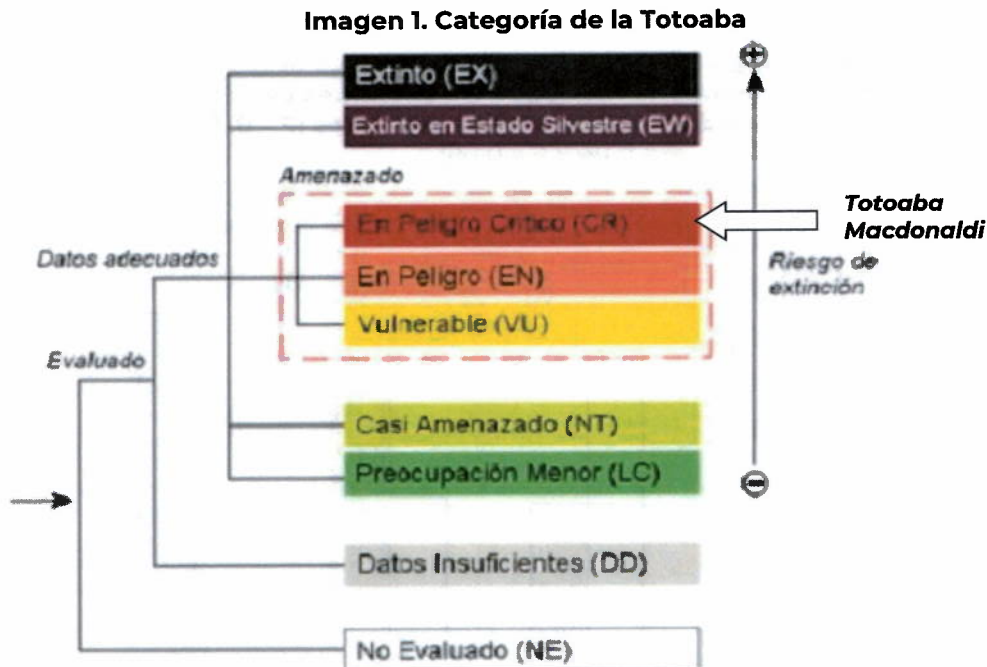 Imagen 1. Categoría de la Totoaba
Extinto (EX)
Extinto en Estado Silvestre (EW)
Amenazado
En Peligro Crítico (CR)
Totoaba
Macdonaldi
Datos adecuados
En Peligro (EN)
Riesgo de
extinción
Vulnerable (VU)
Evaluado
Casi Amenazado (NT)
Preocupación Menor (LC)
Datos Insuficientes (DD)
No Evaluado (NE)